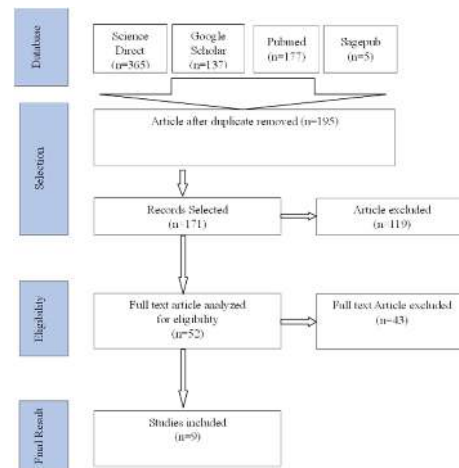 Database
Science
Direct
(n=365)
Google
Scholar
(n=137)
Pubmed
(n=177)
Sagepub
(n=5)
Selection
Article after duplicate removed (n=195)
Records Selected
(n=171)
Article excluded
(n=119)
Eligibility
Full text article analyzed
for eligibility
(n=52)
Full text Article excluded
(n=43)
Final Result
Studies included
(n=9)